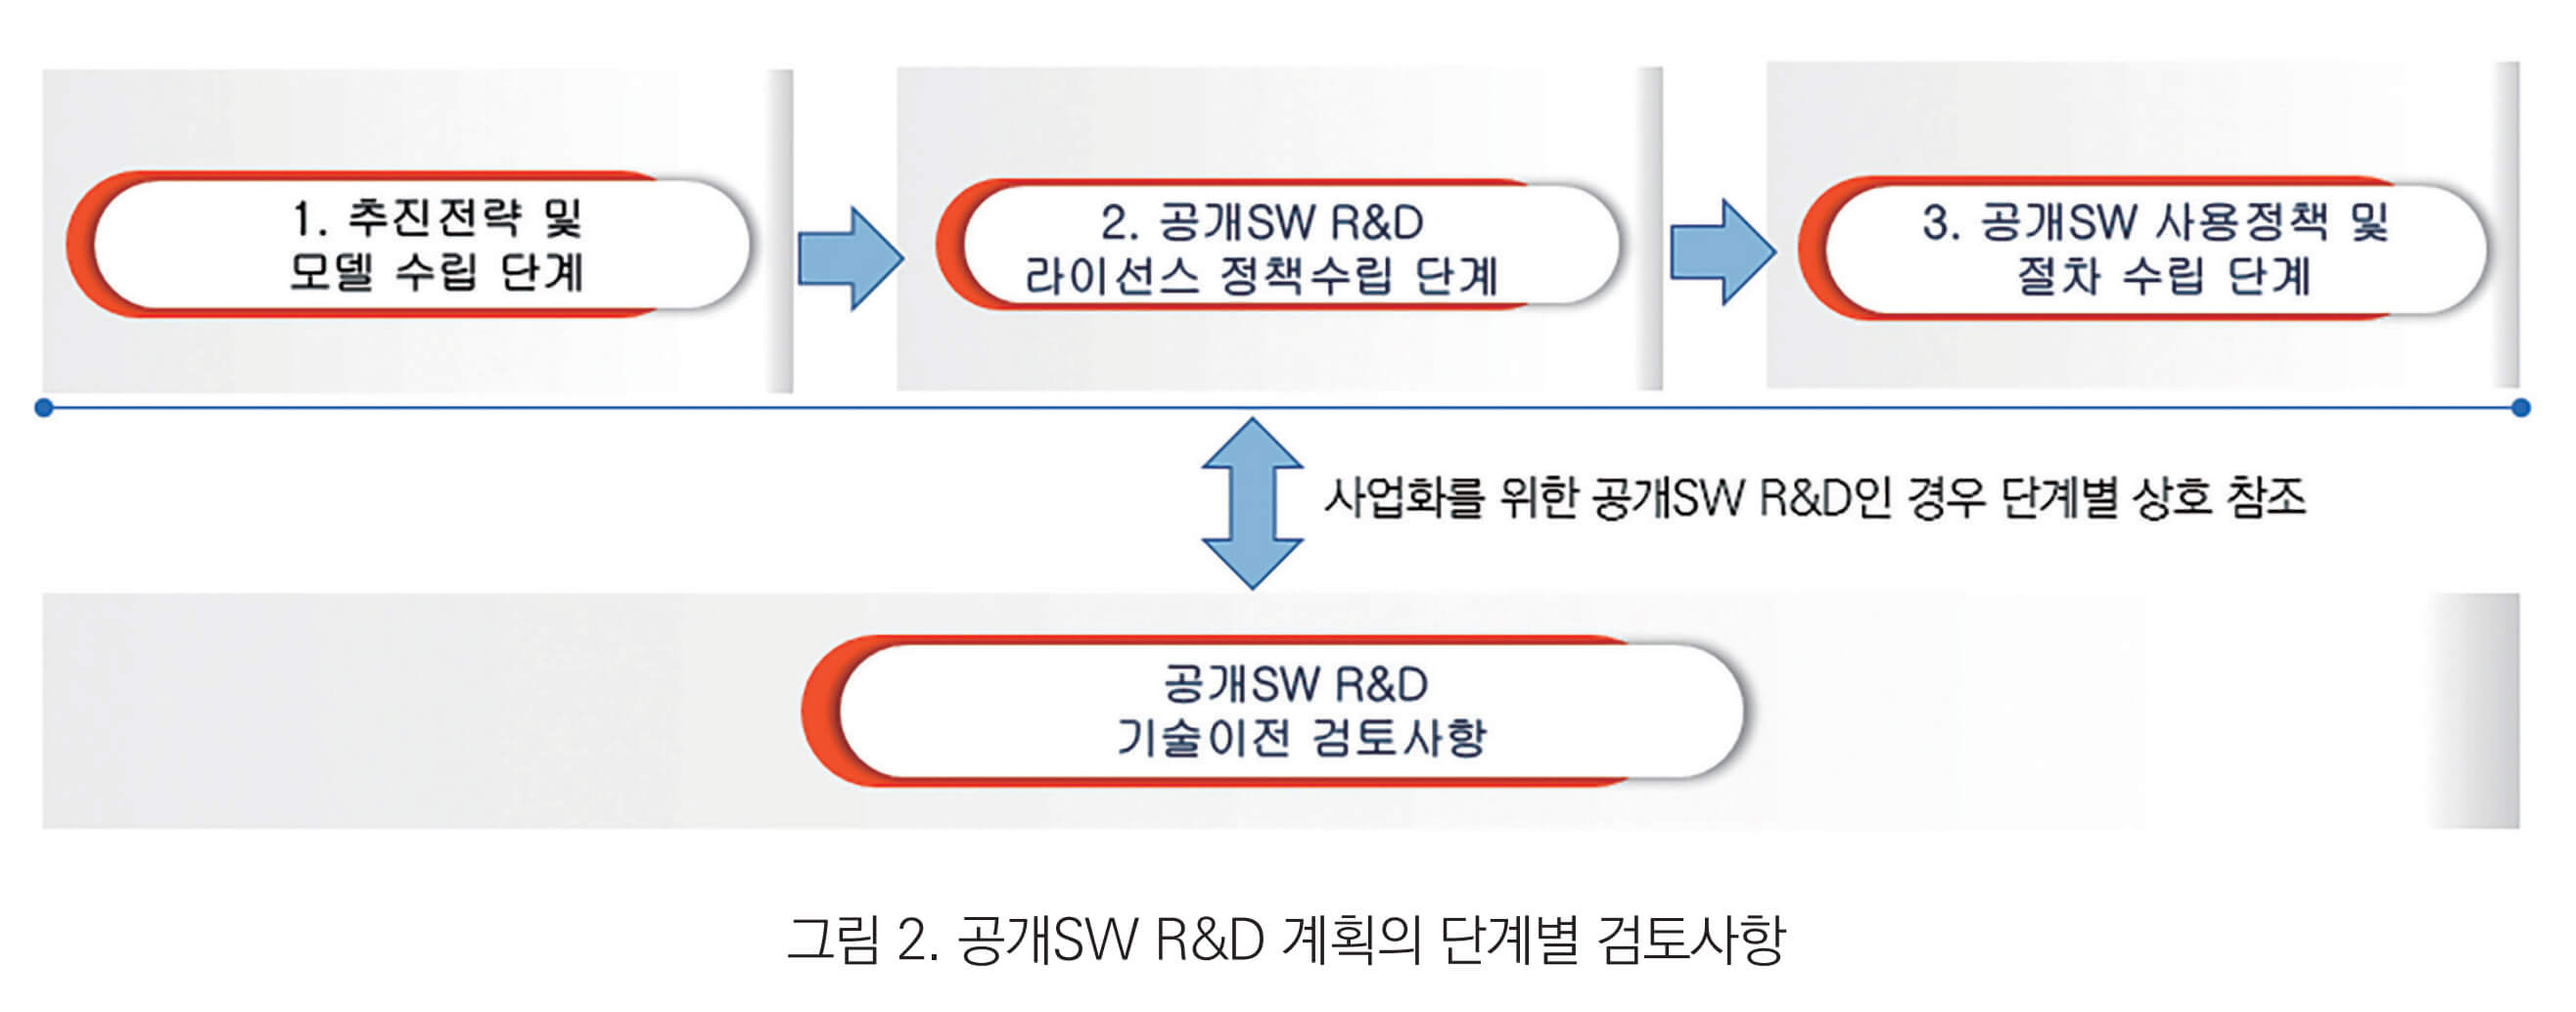 1. 추진전략 및
모델 수립 단계
2. 공개SW R&D
라이선스 정책수립 단계
3. 공개SW 사용정책 및
절차 수립 단계
사업화를 위한 공개SW R&D인 경우 단계별 상호 참조
공개SW R&D
기술이전 검토사항
그림 2. 공개SW R&D 계획의 단계별 검토사항